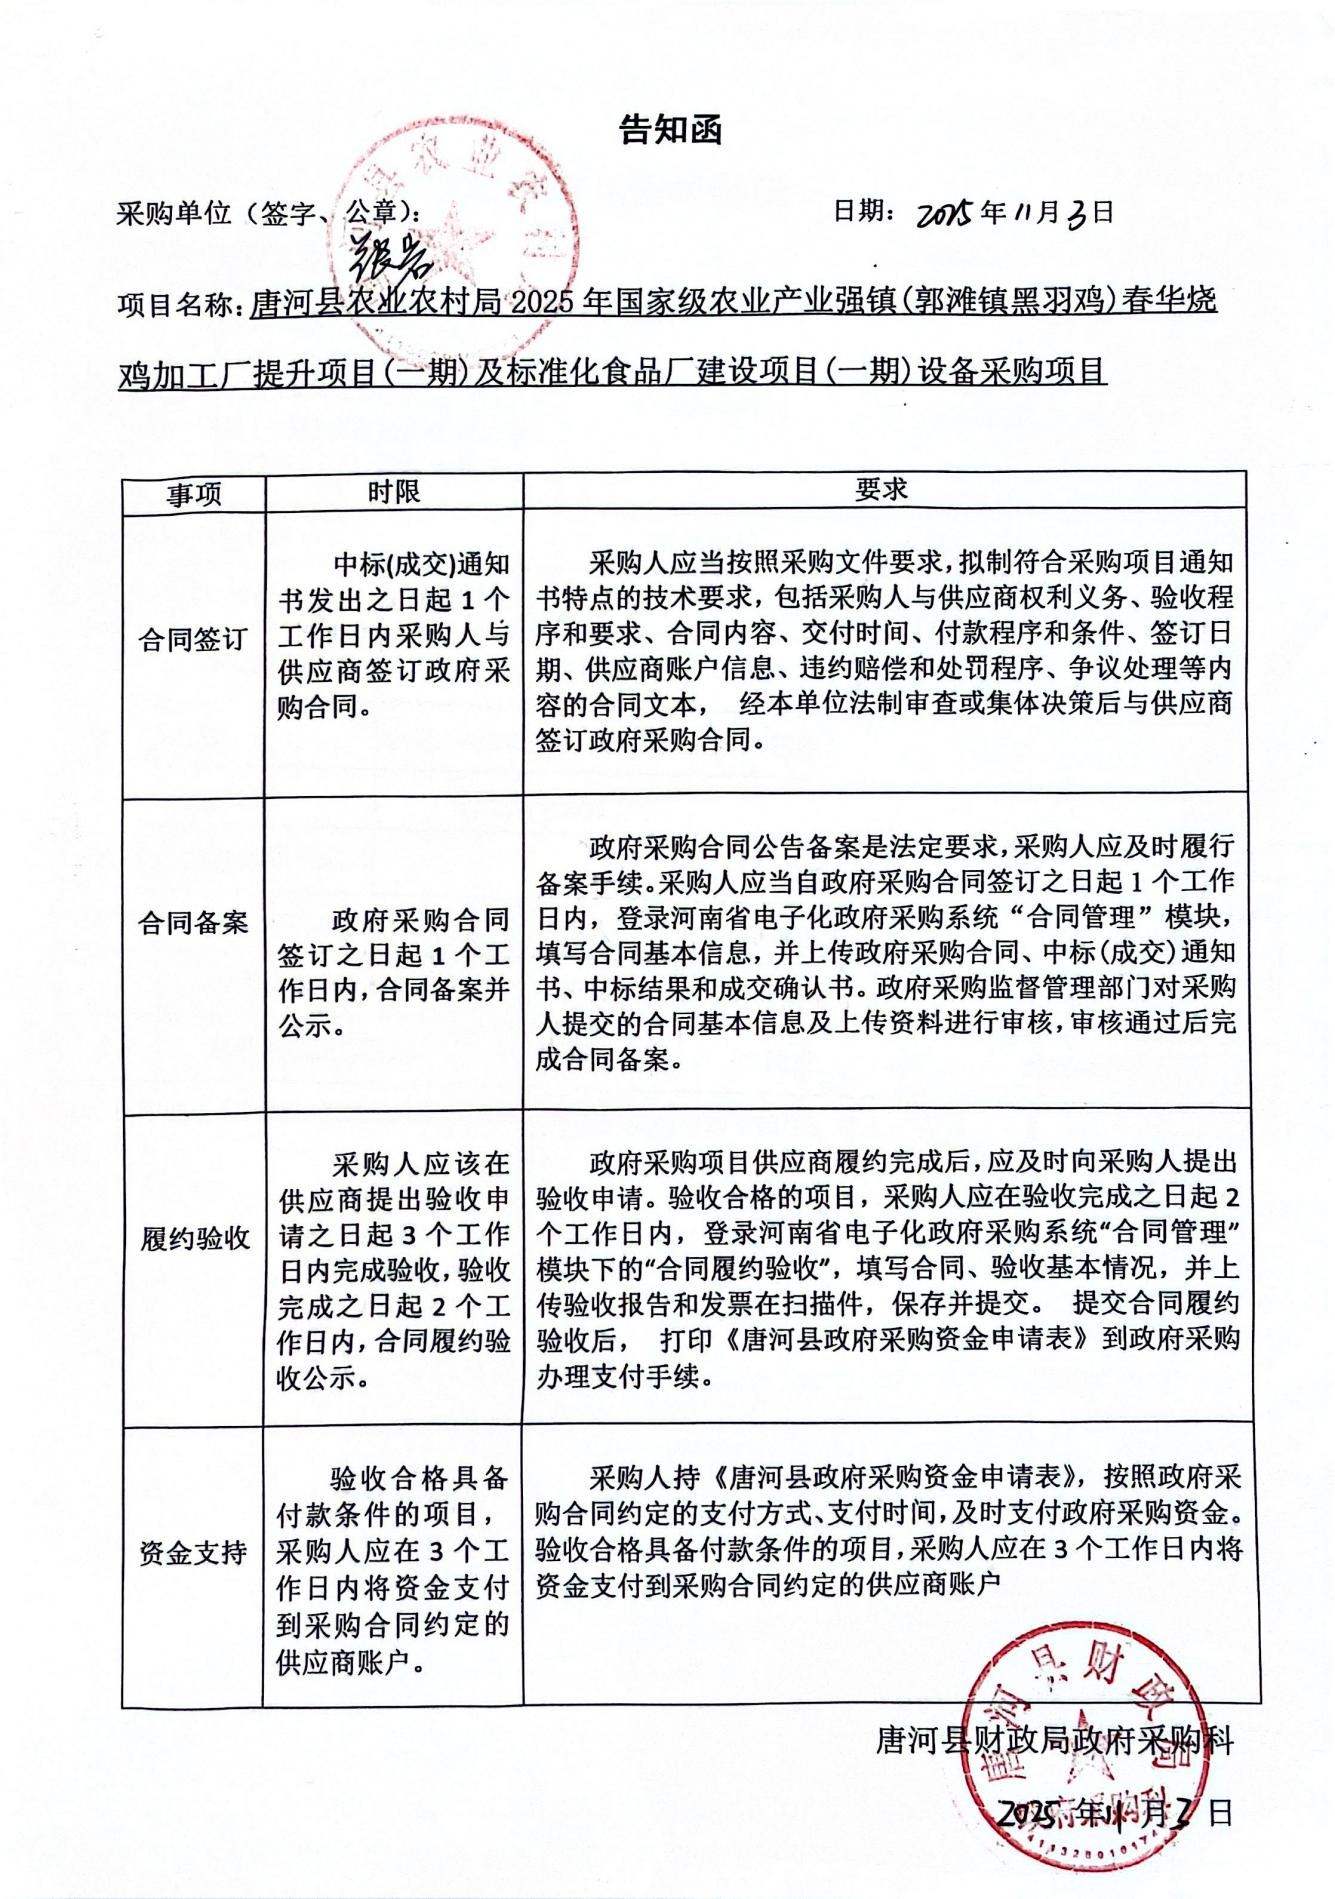 告知函
采购单位（签字、公章）：
日期：2025年11月3日
项目名称：唐河县农业农村局2025年国家级农业产业强镇(郭滩镇黑羽鸡)春华烧
鸡加工厂提升项目(一期)及标准化食品厂建设项目(一期)设备采购项目
县农业农村
事项 时限 要求
合同签订
中标(成交)通知
书发出之日起1个
工作日内采购人与
供应商签订政府采
购合同。
采购人应当按照采购文件要求，拟制符合采购项目通知
书特点的技术要求，包括采购人与供应商权利义务、验收程
序和要求、合同内容、交付时间、付款程序和条件、签订日
期、供应商账户信息、违约赔偿和处罚程序、争议处理等内
容的合同文本， 经本单位法制审查或集体决策后与供应商
签订政府采购合同。
合同备案
政府采购合同
签订之日起1个工
作日内，合同备案并
公示。
政府采购合同公告备案是法定要求，采购人应及时履行
备案手续。采购人应当自政府采购合同签订之日起1个工作
日内，登录河南省电子化政府采购系统“合同管理”模块，
填写合同基本信息，并上传政府采购合同、中标(成交)通知
书、中标结果和成交确认书。政府采购监督管理部门对采购
人提交的合同基本信息及上传资料进行审核，审核通过后完
成合同备案。
履约验收
采购人应该在
供应商提出验收申
请之日起3个工作
日内完成验收，验收
完成之日起2个工
作日内，合同履约验
收公示。
政府采购项目供应商履约完成后，应及时向采购人提出
验收申请。验收合格的项目，采购人应在验收完成之日起2
个工作日内，登录河南省电子化政府采购系统“合同管理”
模块下的“合同履约验收”，填写合同、验收基本情况，并上
传验收报告和发票在扫描件，保存并提交。 提交合同履约
验收后， 打印《唐河县政府采购资金申请表》到政府采购
办理支付手续。
资金支持
验收合格具备
付款条件的项目，
采购人应在3个工
作日内将资金支付
到采购合同约定的
供应商账户。
采购人持《唐河县政府采购资金申请表》，按照政府采
购合同约定的支付方式、支付时间，及时支付政府采购资金。
验收合格具备付款条件的项目，采购人应在3个工作日内将
资金支付到采购合同约定的供应商账户
唐河县财政局政府采购科
2025年11月3日
唐河县财政局
政府采购科